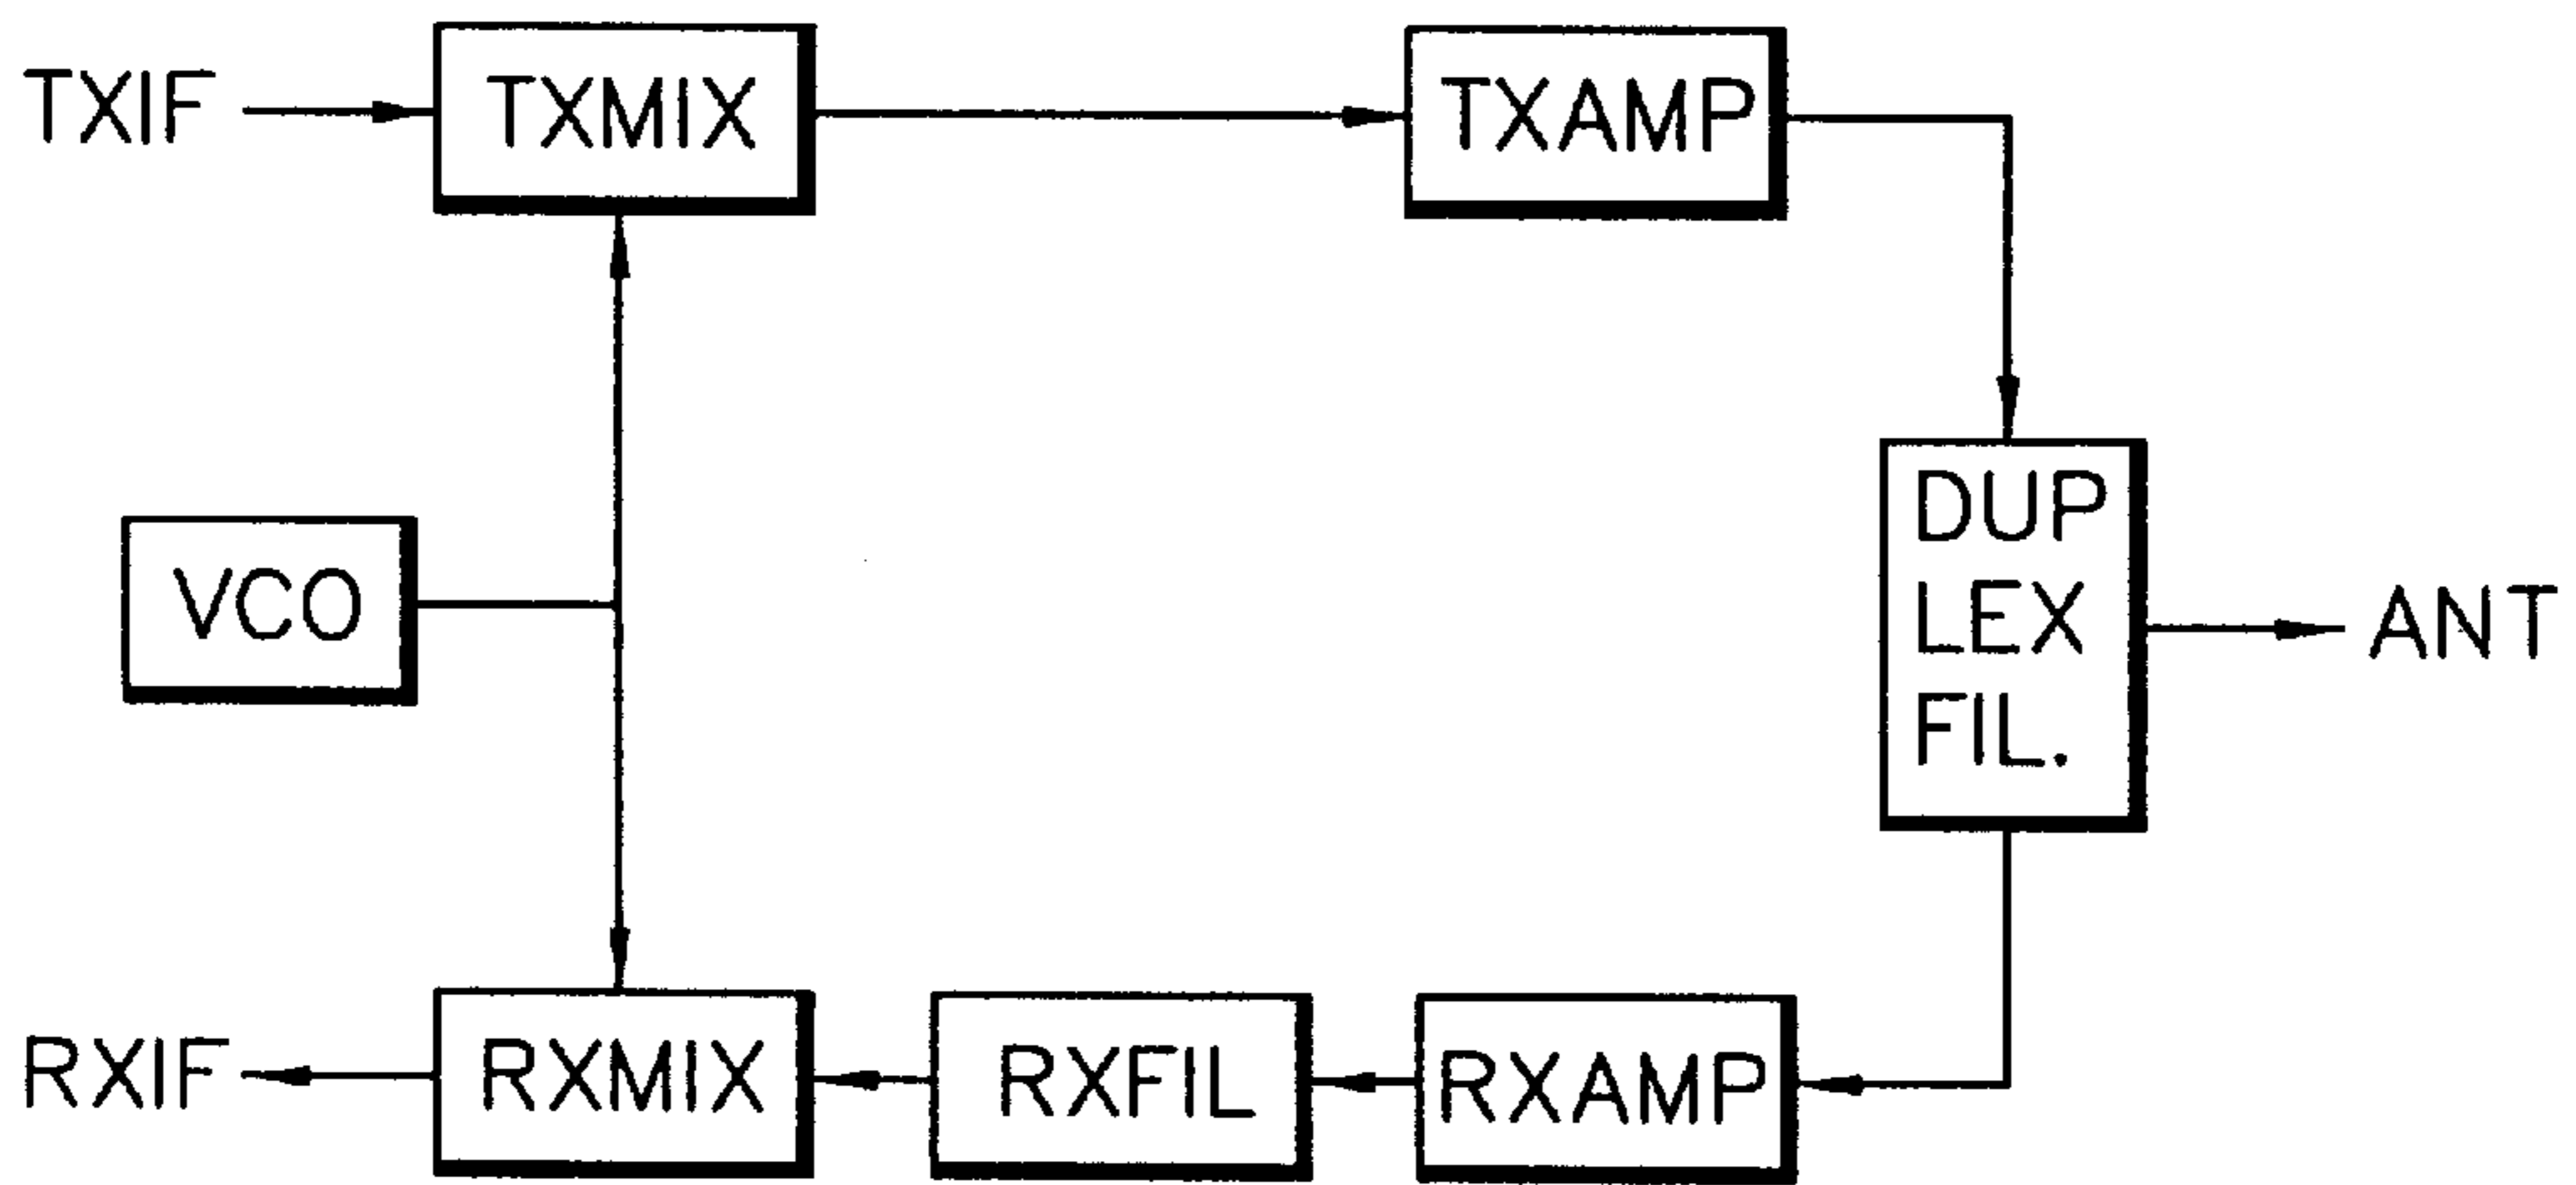 TXIF
TXMIX
TXAMP
VCO
DUP
LEX
FIL.
ANT
RXIF
RXMIX
RXFIL
RXAMP